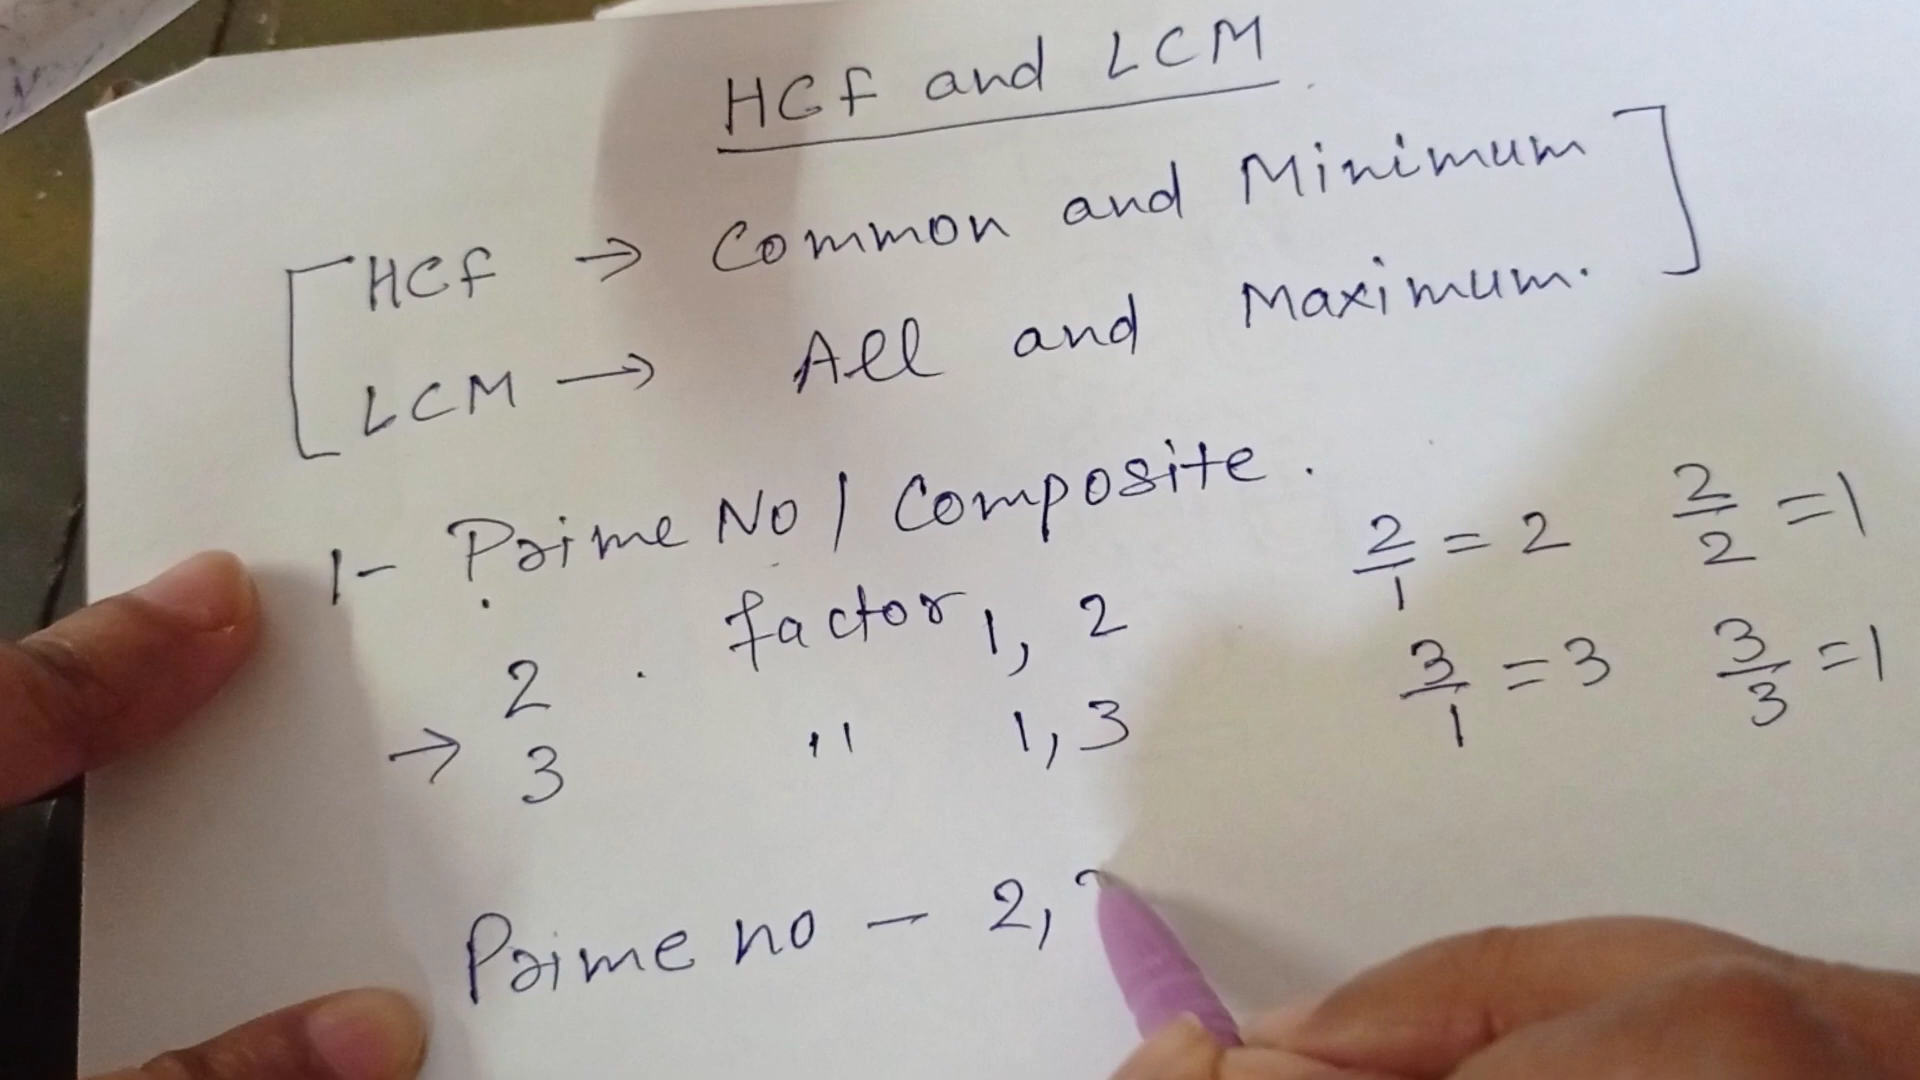 HCF and LCM
HCF → Common and Minimum
LCM → All and Maximum.
1- Prime No / Composite.
2 . factor 1, 2 2/1 = 2 2/2 = 1
→ 3 " 1, 3 3/1 = 3 3/3 = 1
Prime no - 2,